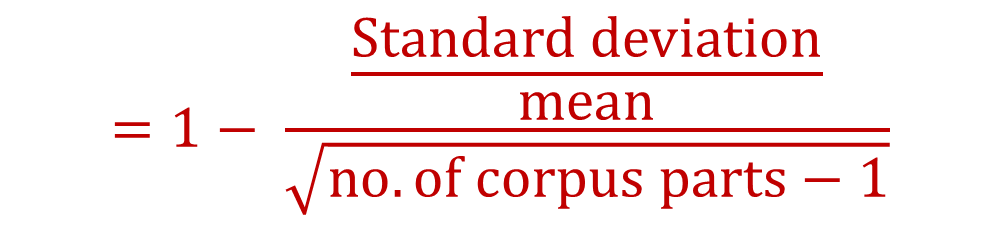 Standard deviation
mean
= 1 −
√no. of corpus parts − 1